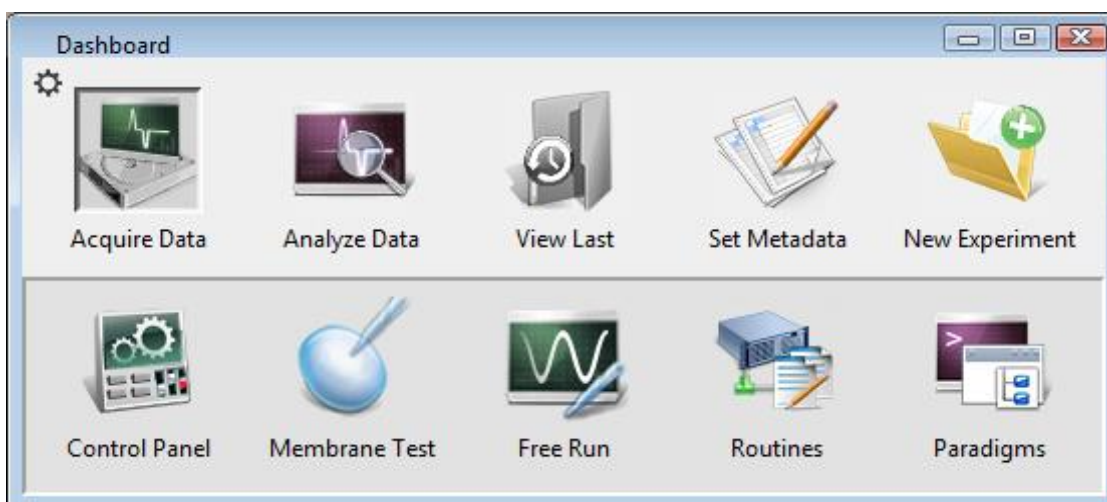 Dashboard
Acquire Data
Analyze Data
View Last
Set Metadata
New Experiment
Control Panel
Membrane Test
Free Run
Routines
Paradigms